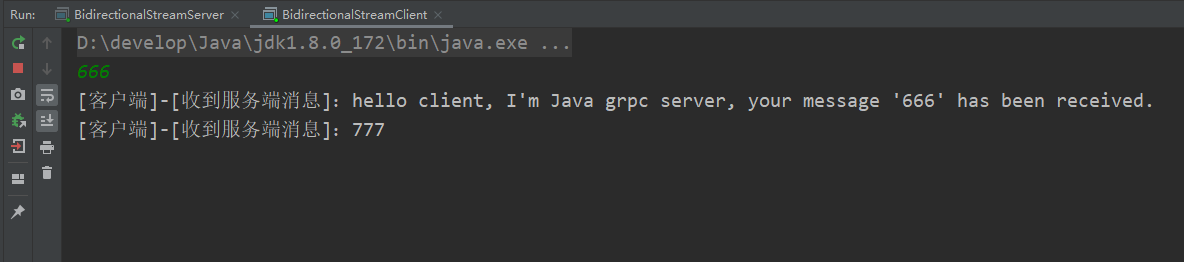 Run: BidirectionalStreamServer × BidirectionalStreamClient ×
D:\develop\Java\jdk1.8.0_172\bin\java.exe ...
666
[客户端]-[收到服务端消息]：hello client, I'm Java grpc server, your message '666' has been received.
[客户端]-[收到服务端消息]：777